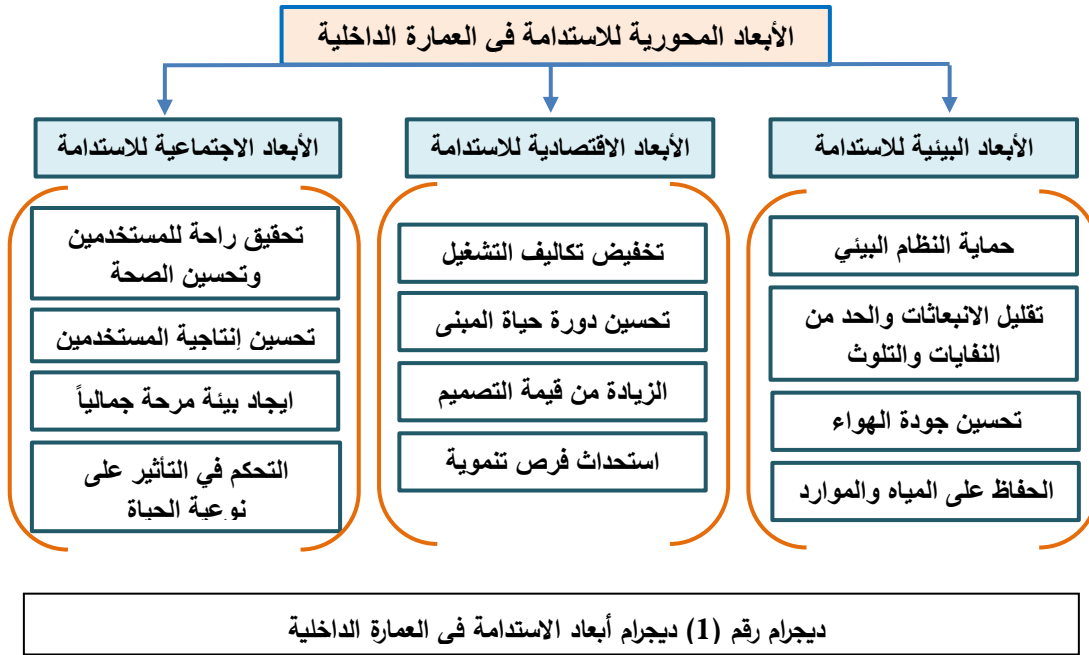 الأبعاد المحورية للاستدامة فى العمارة الداخلية
الأبعاد البيئية للاستدامة
حماية النظام البيئي
تقليل الانبعاثات والحد من
النفايات والتلوث
تحسين جودة الهواء
الحفاظ على المياه والموارد
الأبعاد الاقتصادية للاستدامة
تخفيض تكاليف التشغيل
تحسين دورة حياة المبنى
الزيادة من قيمة التصميم
استحداث فرص تنموية
الأبعاد الاجتماعية للاستدامة
تحقيق راحة للمستخدمين
وتحسين الصحة
تحسين إنتاجية المستخدمين
ايجاد بيئة مرحة جمالياً
التحكم في التأثير على
نوعية الحياة
ديجرام رقم (1) ديجرام أبعاد الاستدامة فى العمارة الداخلية